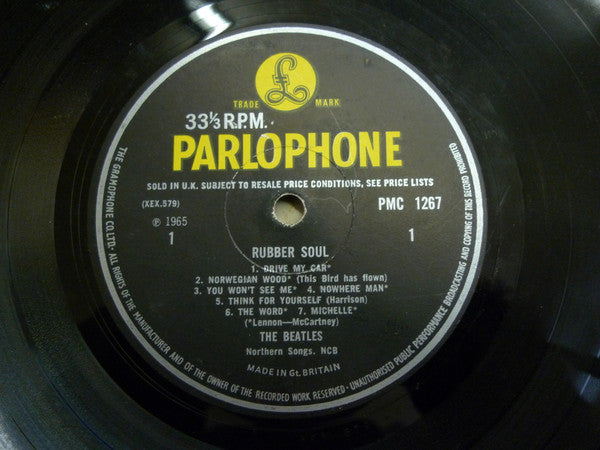 £
TRADE MARK
33⅓ R.P.M.
PARLOPHONE
SOLD IN U.K. SUBJECT TO RESALE PRICE CONDITIONS, SEE PRICE LISTS
(XEX.579)
PMC 1267
℗ 1965
1
1
RUBBER SOUL
1. DRIVE MY CAR*
2. NORWEGIAN WOOD* (This Bird has flown)
3. YOU WON'T SEE ME* 4. NOWHERE MAN*
5. THINK FOR YOURSELF (Harrison)
6. THE WORD* 7. MICHELLE*
(*Lennon—McCartney)
THE BEATLES
Northern Songs, NCB
MADE IN Gt. BRITAIN
THE GRAMOPHONE CO. LTD. ALL RIGHTS OF THE MANUFACTURER AND OF THE OWNER OF THE RECORDED WORK RESERVED. UNAUTHORISED PUBLIC PERFORMANCE BROADCASTING AND COPYING OF THIS RECORD PROHIBITED